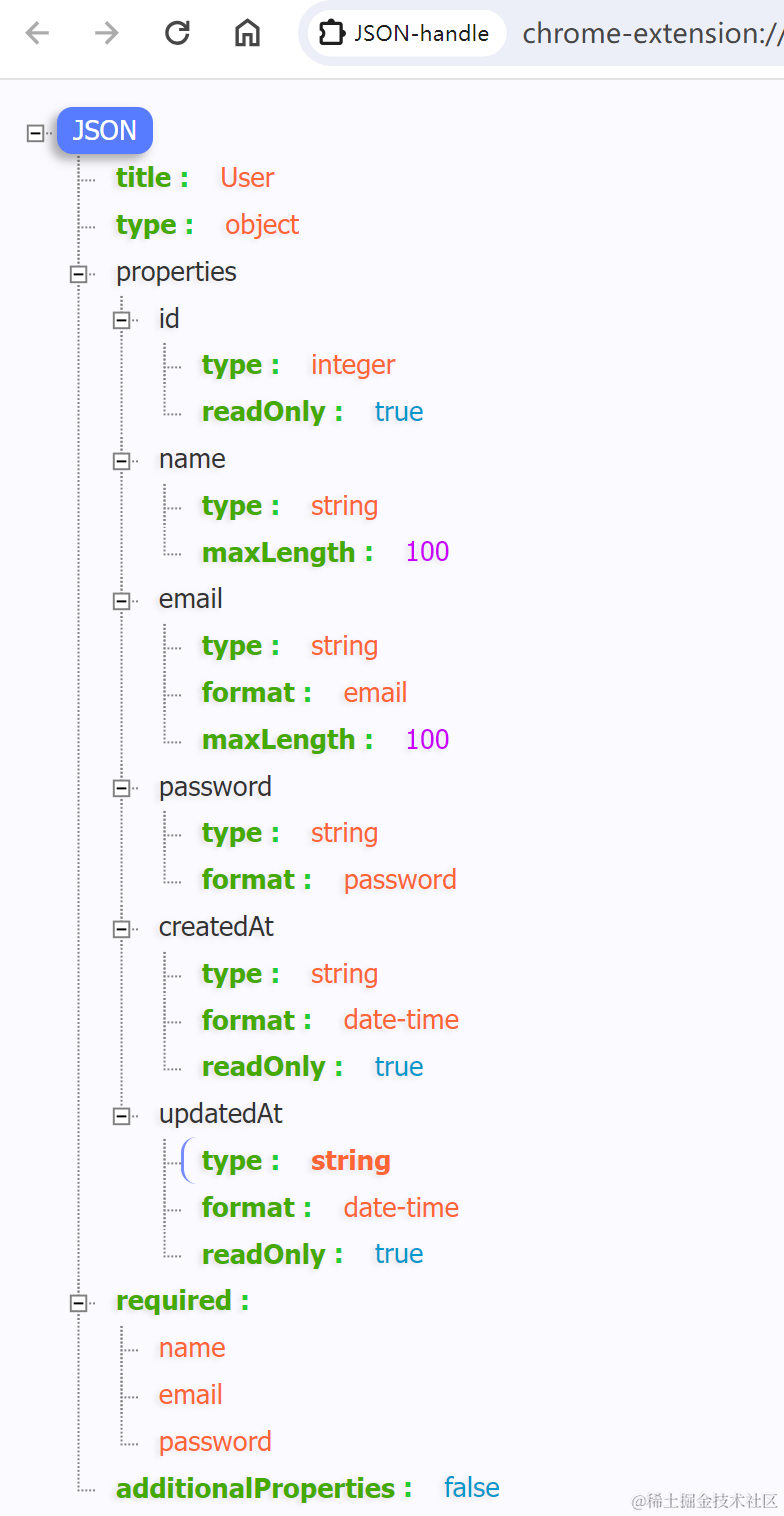 JSON-handle chrome-extension://
JSON
title : User
type : object
properties
id
type : integer
readOnly : true
name
type : string
maxLength : 100
email
type : string
format : email
maxLength : 100
password
type : string
format : password
createdAt
type : string
format : date-time
readOnly : true
updatedAt
type : string
format : date-time
readOnly : true
required :
name
email
password
additionalProperties : false
@稀土掘金技术社区